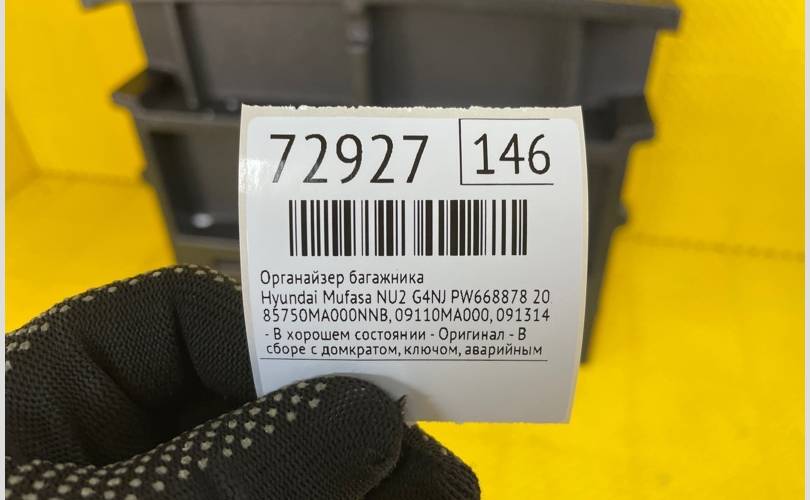 72927 146
Органайзер багажника
Hyundai Mufasa NU2 G4NJ PW668878 20
85750MA000NNB, 09110MA000, 091314
- В хорошем состоянии - Оригинал - В
сборе с домкратом, ключом, аварийным